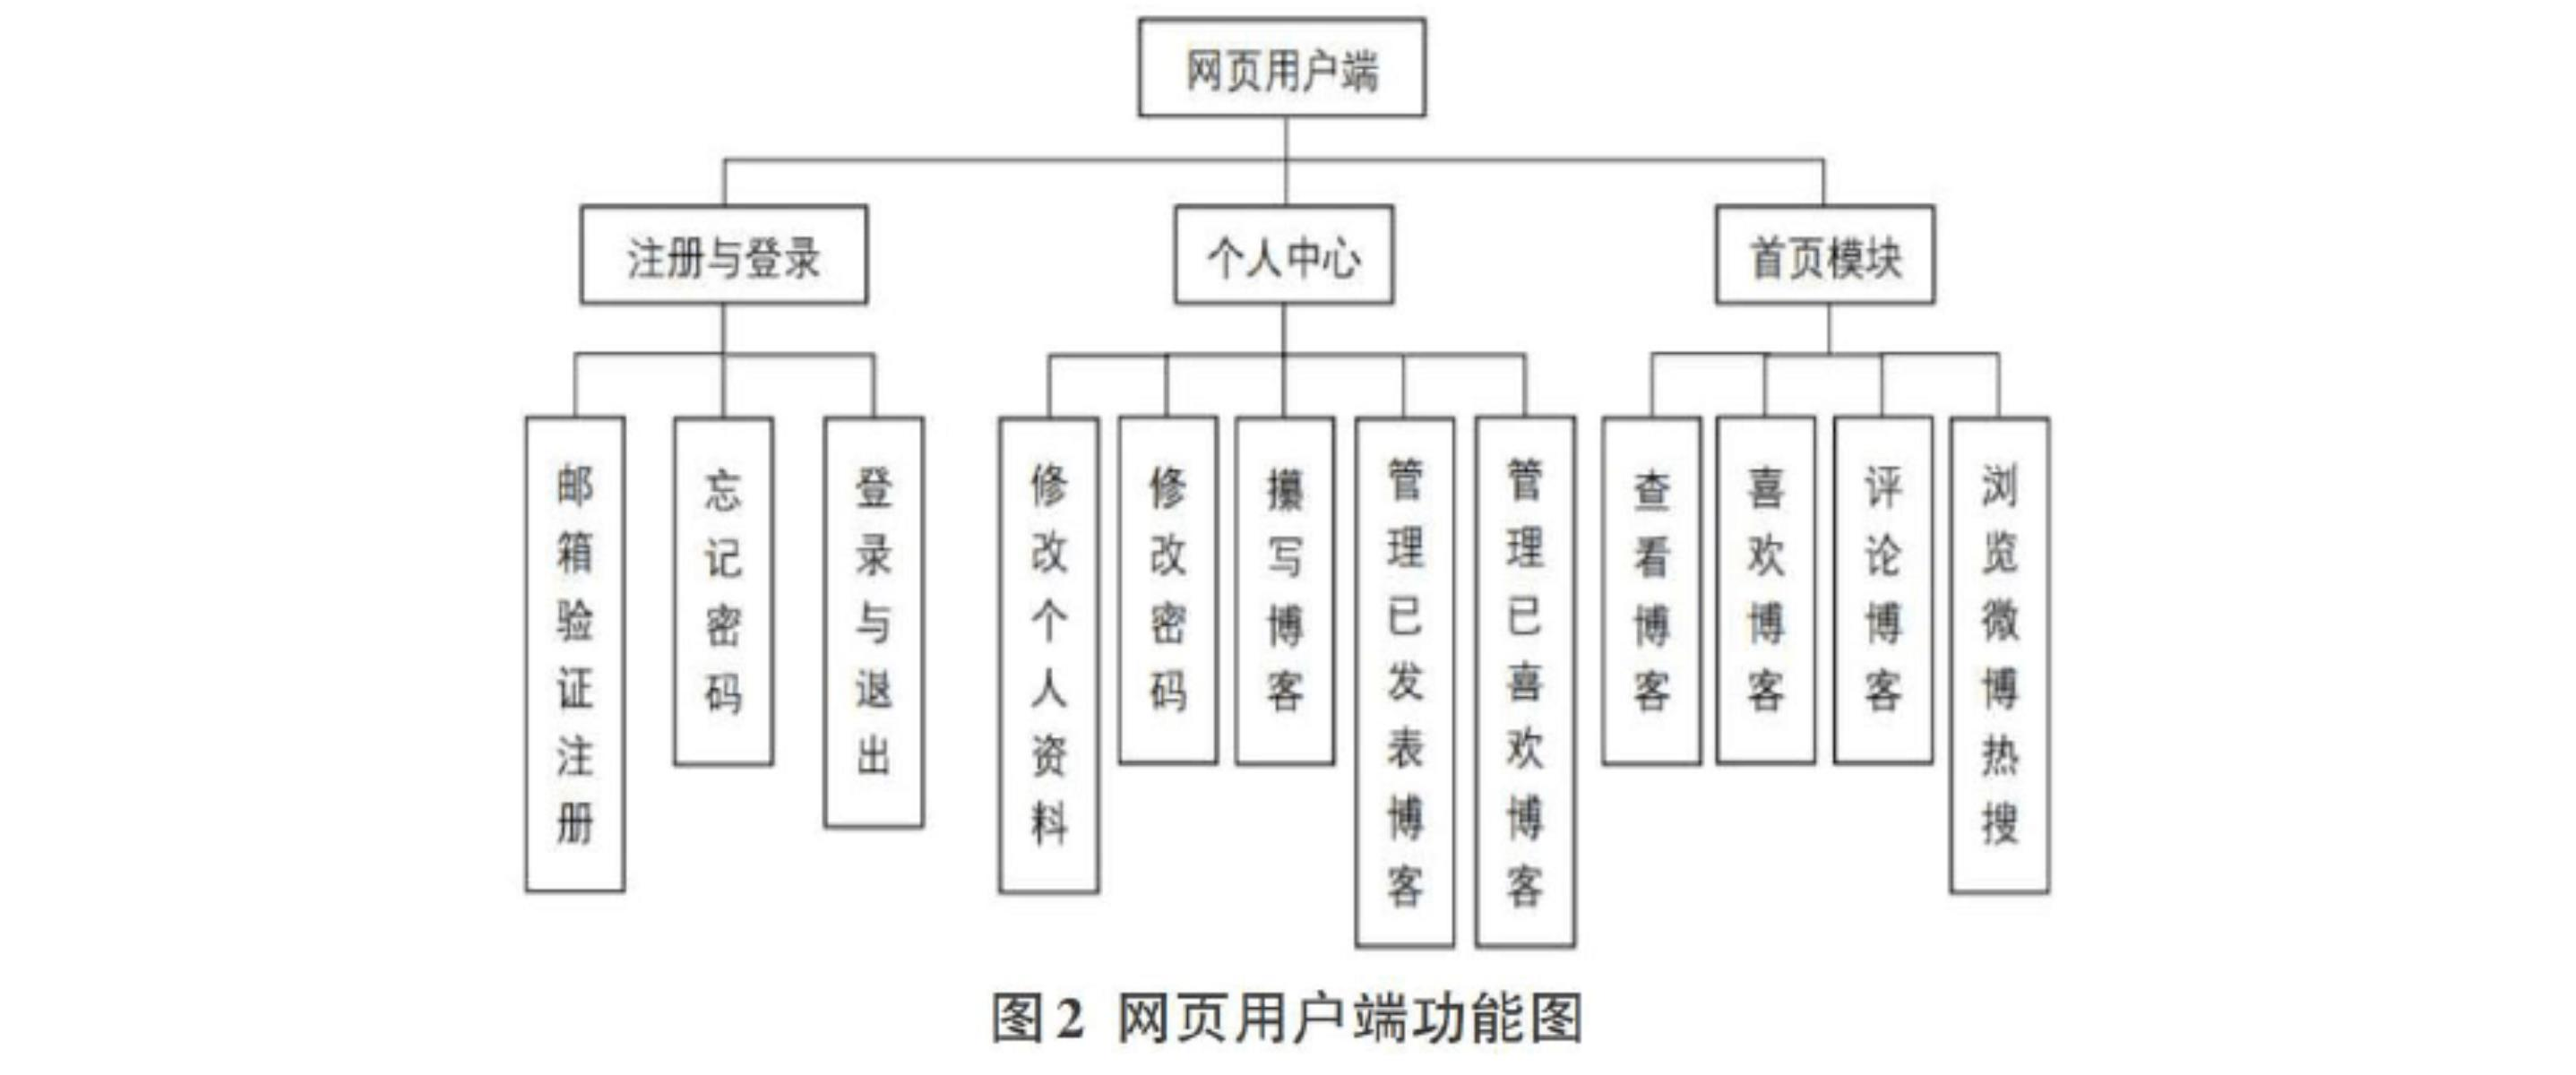 网页用户端
注册与登录
个人中心
首页模块
邮箱验证注册
忘记密码
登录与退出
修改个人资料
修改密码
攥写博客
管理已发表博客
管理已喜欢博客
查看博客
喜欢博客
评论博客
浏览微博热搜
图2 网页用户端功能图